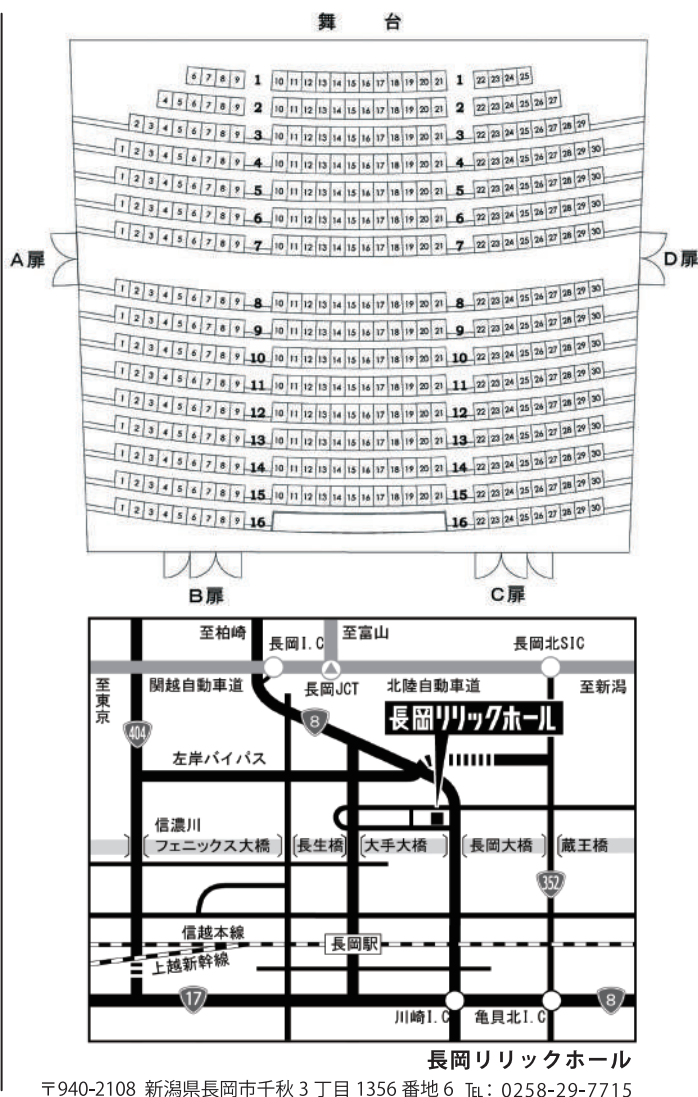 舞 台
6 7 8 9 1 10 11 12 13 14 15 16 17 18 19 20 21 1 22 23 24 25
4 5 6 7 8 9 2 10 11 12 13 14 15 16 17 18 19 20 21 2 22 23 24 25 26 27
2 3 4 5 6 7 8 9 3 10 11 12 13 14 15 16 17 18 19 20 21 3 22 23 24 25 26 27 28 29
1 2 3 4 5 6 7 8 9 4 10 11 12 13 14 15 16 17 18 19 20 21 4 22 23 24 25 26 27 28 29 30
1 2 3 4 5 6 7 8 9 5 10 11 12 13 14 15 16 17 18 19 20 21 5 22 23 24 25 26 27 28 29 30
1 2 3 4 5 6 7 8 9 6 10 11 12 13 14 15 16 17 18 19 20 21 6 22 23 24 25 26 27 28 29 30
1 2 3 4 5 6 7 8 9 7 10 11 12 13 14 15 16 17 18 19 20 21 7 22 23 24 25 26 27 28 29 30
A扉 D扉
1 2 3 4 5 6 7 8 9 8 10 11 12 13 14 15 16 17 18 19 20 21 8 22 23 24 25 26 27 28 29 30
1 2 3 4 5 6 7 8 9 9 10 11 12 13 14 15 16 17 18 19 20 21 9 22 23 24 25 26 27 28 29 30
1 2 3 4 5 6 7 8 9 10 10 11 12 13 14 15 16 17 18 19 20 21 10 22 23 24 25 26 27 28 29 30
1 2 3 4 5 6 7 8 9 11 10 11 12 13 14 15 16 17 18 19 20 21 11 22 23 24 25 26 27 28 29 30
1 2 3 4 5 6 7 8 9 12 10 11 12 13 14 15 16 17 18 19 20 21 12 22 23 24 25 26 27 28 29 30
1 2 3 4 5 6 7 8 9 13 10 11 12 13 14 15 16 17 18 19 20 21 13 22 23 24 25 26 27 28 29 30
1 2 3 4 5 6 7 8 9 14 10 11 12 13 14 15 16 17 18 19 20 21 14 22 23 24 25 26 27 28 29 30
1 2 3 4 5 6 7 8 9 15 10 11 12 13 14 15 16 17 18 19 20 21 15 22 23 24 25 26 27 28 29 30
1 2 3 4 5 6 7 8 9 16 16 22 23 24 25 26 27 28 29 30
B扉 C扉
至柏崎 至富山
長岡I.C 長岡北SIC
至東京 関越自動車道 長岡JCT 北陸自動車道 至新潟
長岡リリックホール
404 8
左岸バイパス
信濃川
フェニックス大橋 長生橋 大手大橋 長岡大橋 蔵王橋
352
信越本線
長岡駅
上越新幹線
17 8
川崎I.C 亀貝北I.C
長岡リリックホール
〒940-2108 新潟県長岡市千秋3丁目1356番地6 ℡: 0258-29-7715